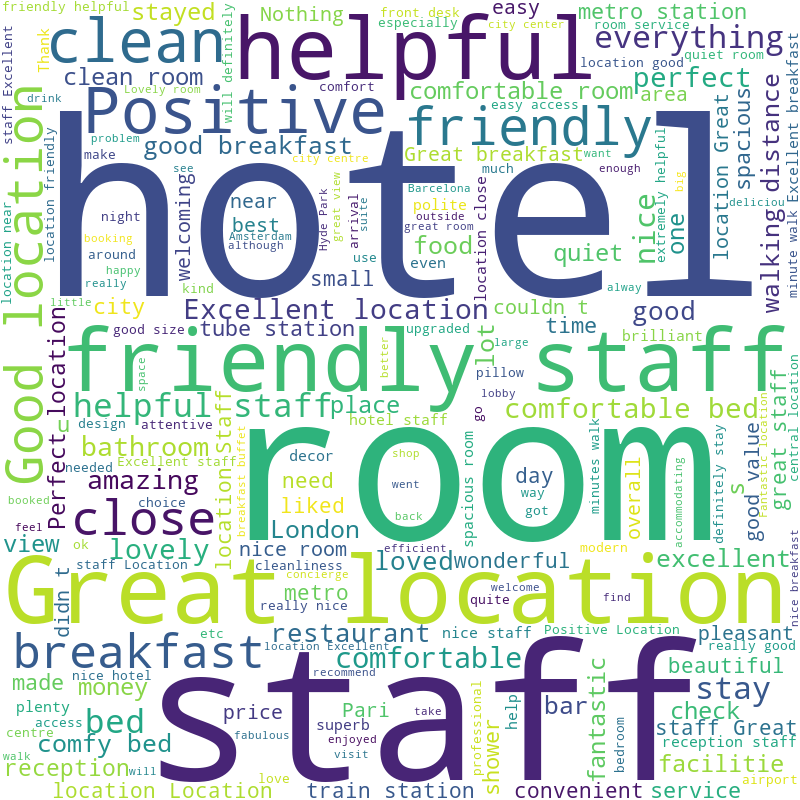 friendly helpful
staff Excellent
Thank
stayed
will definitely
Nothing
especially
front desk
easy
city center
metro station
room service
location good
quiet room
minute walk
Excellent breakfast
clean
helpful
everything
clean room
Lovely room
comfort
comfortable room
area
perfect
spacious
walking distance
drink
Positive
friendly
easy access
location Great
problem
make
good breakfast
city centre
Great breakfast
want
extremely helpful
nice
one
big
deliciou
Good location
location near
location friendly
hotel
see
much
enough
welcoming
near
best
Hyde Park
great view
suite
arrival
polite
Barcelona
outside
great room
location close
night
booking
around
happy
really
Amsterdam
although
kind
use
even
food
quiet
small
alway
little
city
Excellent location
couldn t
good
good size
tube station
upgraded
lot
time
brilliant
Perfect location
friendly staff
space
better
large
pillow
lobby
go
helpful staff
place
comfortable bed
u
design
attentive
hotel staff
great staff
central location
Fantastic location
bathroom
location Staff
breakfast buffet
room
shop
decor
day
way
got
minutes walk
overall
accommodating
definitely stay
s
good value
needed
Excellent staff
amazing
need
liked
went
back
spacious room
booked
choice
close
London
feel
view
ok
lovely
nice room
efficient
modern
excellent
nice breakfast
didn t
staff Location
cleanliness
concierge
loved
wonderful
metro
really nice
quite
welcome
find
Great location
etc
restaurant
nice staff
Positive Location
pleasant
really good
breakfast
location Excellent
recommend
comfortable
beautiful
nice hotel
made
money
staff
stay
plenty
access
bed
price
superb
Pari
take
professional
help
bar
fantastic
bedroom
check
staff Great
centre
comfy bed
fabulous
enjoyed
visit
shower
reception staff
walk
reception
will
love
facilitie
airport
location Location
train station
convenient
service